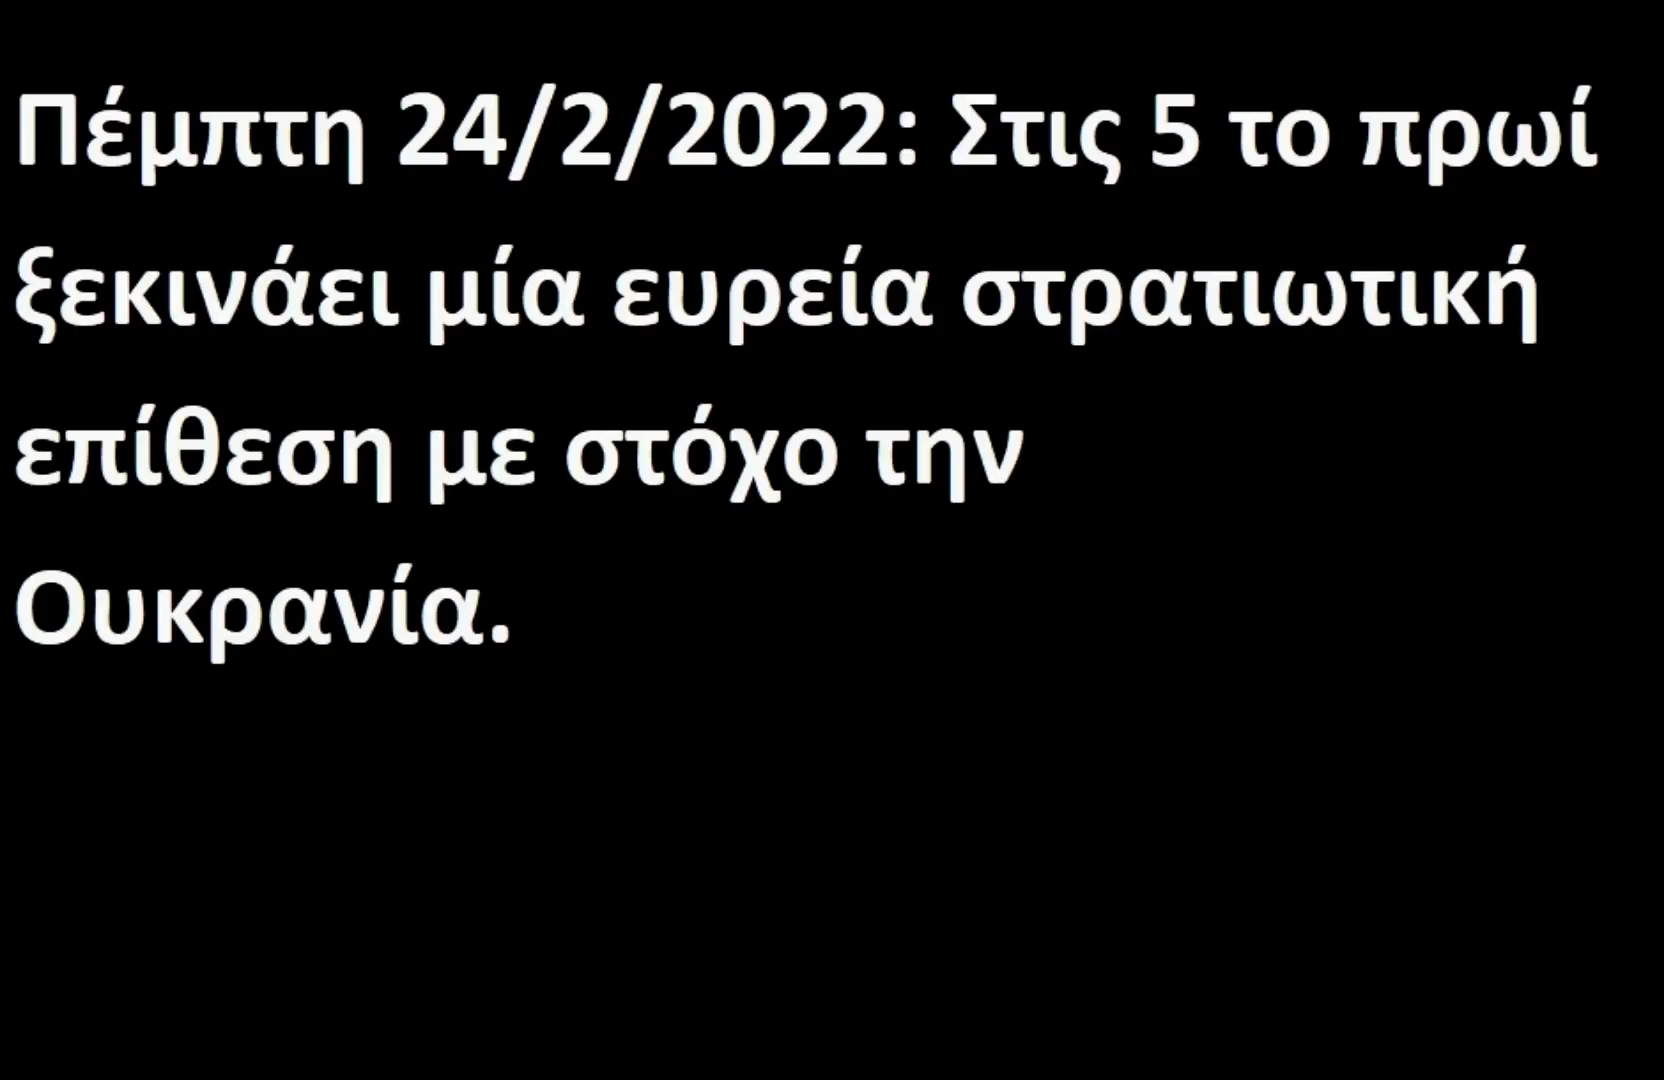 Πέμπτη 24/2/2022: Στις 5 το πρωί
ξεκινάει μία ευρεία στρατιωτική
επίθεση με στόχο την
Ουκρανία.